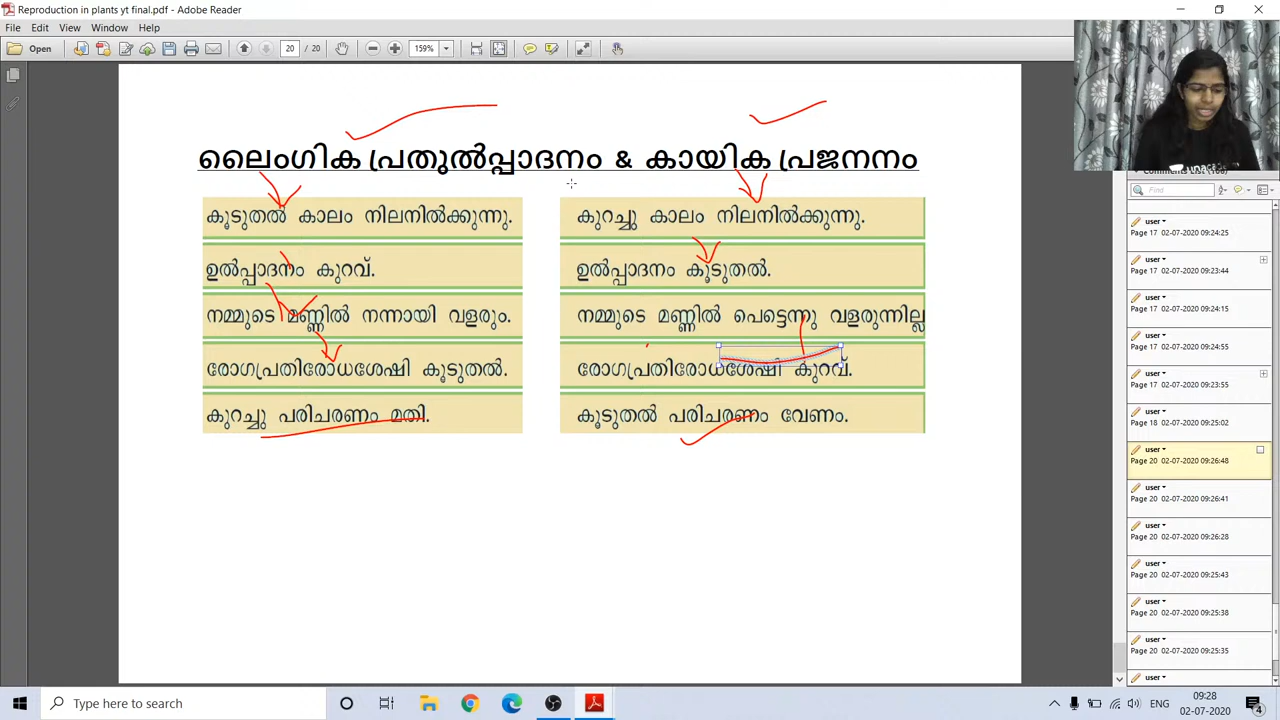 Reproduction in plants yt final.pdf - Adobe Reader
File Edit View Window Help
Open 20 / 20 159%
ലൈംഗിക പ്രതുൽപ്പാദനം & കായിക പ്രജനനം
കൂടുതൽ കാലം നിലനിൽക്കുന്നു. കുറച്ചു കാലം നിലനിൽക്കുന്നു.
ഉൽപ്പാദനം കുറവ്. ഉൽപ്പാദനം കൂടുതൽ.
നമ്മുടെ മണ്ണിൽ നന്നായി വളരും. നമ്മുടെ മണ്ണിൽ പെട്ടെന്നു വളരുന്നില്ല
രോഗപ്രതിരോധശേഷി കൂടുതൽ. രോഗപ്രതിരോധശേഷി കുറവ്.
കുറച്ചു പരിചരണം മതി. കൂടുതൽ പരിചരണം വേണം.
Find
user
Page 17 02-07-2020 09:24:25
user
Page 17 02-07-2020 09:23:44
user
Page 17 02-07-2020 09:24:15
user
Page 17 02-07-2020 09:24:55
user
Page 17 02-07-2020 09:23:55
user
Page 18 02-07-2020 09:25:02
user
Page 20 02-07-2020 09:26:48
user
Page 20 02-07-2020 09:26:41
user
Page 20 02-07-2020 09:26:28
user
Page 20 02-07-2020 09:25:43
user
Page 20 02-07-2020 09:25:38
user
Page 20 02-07-2020 09:25:35
user
Type here to search
ENG
09:28
02-07-2020
4